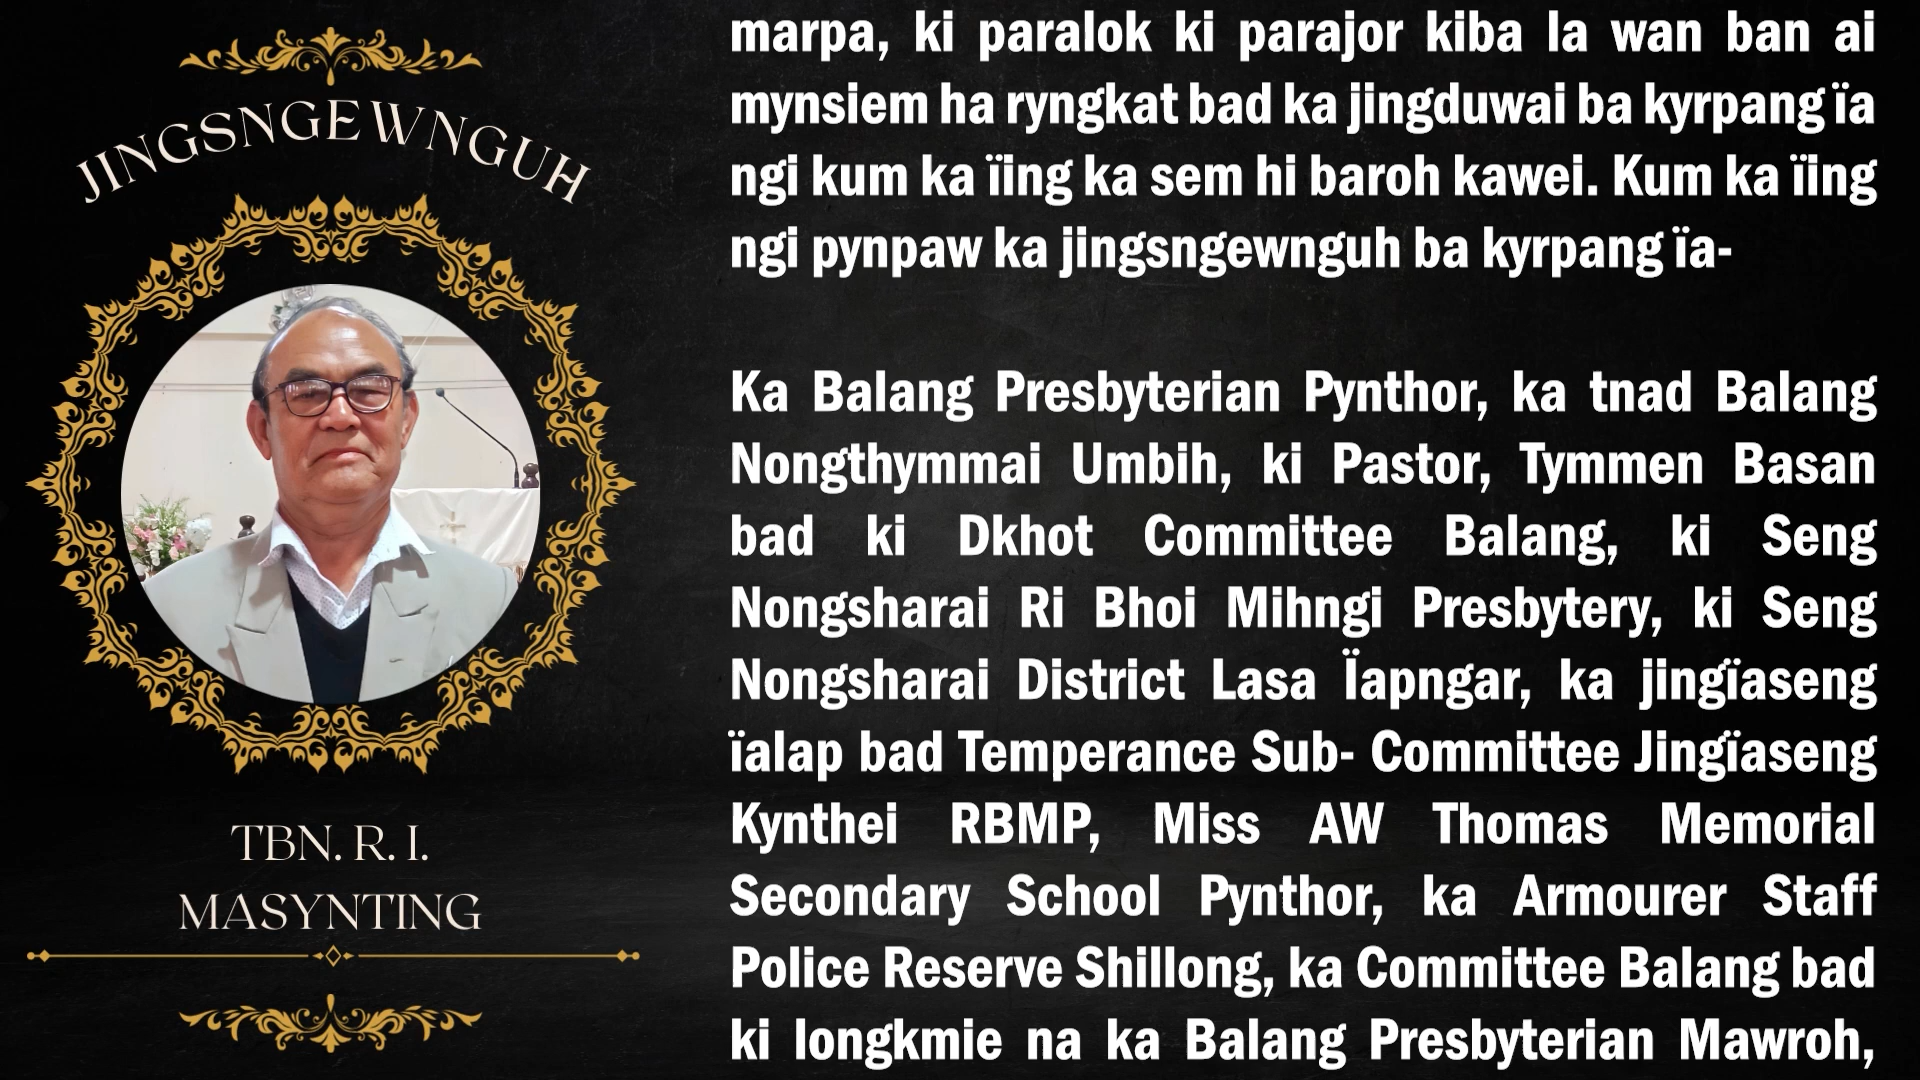 JINGSNGEWNGUH
TBN. R. I.
MASYNTING
marpa, ki paralok ki parajor kiba la wan ban ai
mynsiem ha ryngkat bad ka jingduwai ba kyrpang ïa
ngi kum ka ïing ka sem hi baroh kawei. Kum ka ïing
ngi pynpaw ka jingsngewnguh ba kyrpang ïa-
Ka Balang Presbyterian Pynthor, ka tnad Balang
Nongthymmai Umbih, ki Pastor, Tymmen Basan
bad ki Dkhot Committee Balang, ki Seng
Nongsharai Ri Bhoi Mihngi Presbytery, ki Seng
Nongsharai District Lasa Ïapngar, ka jingïaseng
ïalap bad Temperance Sub- Committee Jingïaseng
Kynthei RBMP, Miss AW Thomas Memorial
Secondary School Pynthor, ka Armourer Staff
Police Reserve Shillong, ka Committee Balang bad
ki longkmie na ka Balang Presbyterian Mawroh,